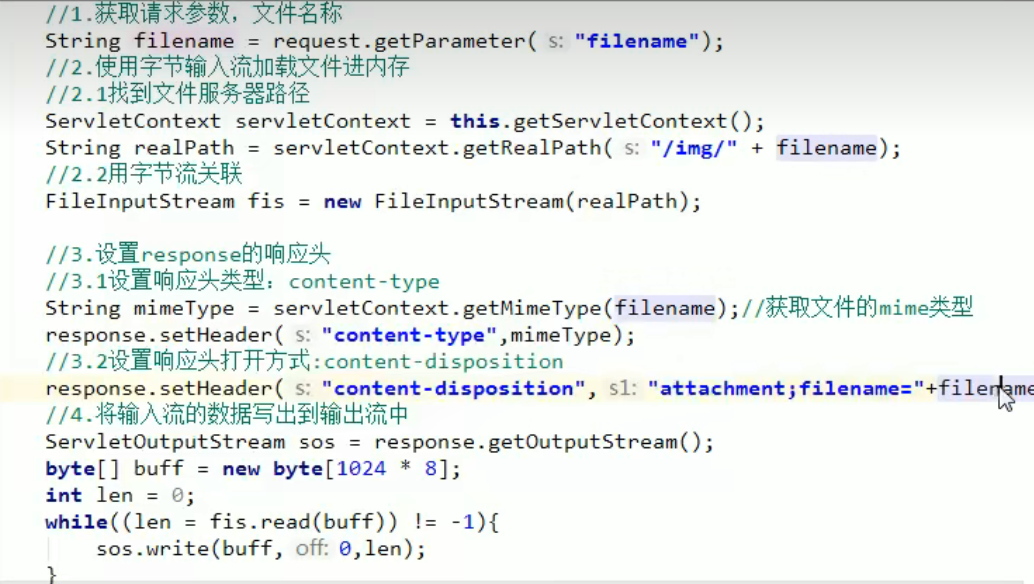 //1.获取请求参数，文件名称
String filename = request.getParameter( s: "filename");
//2.使用字节输入流加载文件进内存
//2.1找到文件服务器路径
ServletContext servletContext = this.getServletContext();
String realPath = servletContext.getRealPath( s: "/img/" + filename);
//2.2用字节流关联
FileInputStream fis = new FileInputStream(realPath);
//3.设置response的响应头
//3.1设置响应头类型：content-type
String mimeType = servletContext.getMimeType(filename);//获取文件的mime类型
response.setHeader( s: "content-type",mimeType);
//3.2设置响应头打开方式:content-disposition
response.setHeader( s: "content-disposition", s1: "attachment;filename="+filename
//4.将输入流的数据写出到输出流中
ServletOutputStream sos = response.getOutputStream();
byte[] buff = new byte[1024 * 8];
int len = 0;
while((len = fis.read(buff)) != -1){
sos.write(buff, off: 0,len);
}